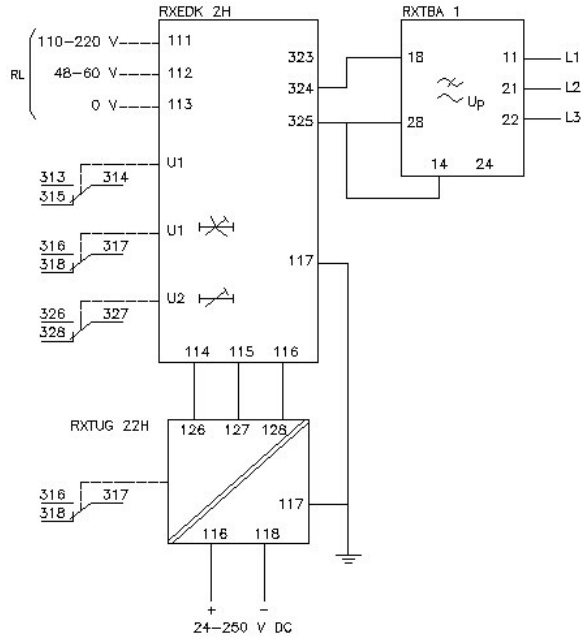 RXEDK 2H
RXTBA 1
110-220 V
111
323
18
11
L1
RL
48-60 V
112
324
21
L2
Up
0 V
113
325
28
22
L3
14
24
U1
313
314
315
U1
316
317
318
117
U2
326
327
328
114
115
116
RXTUG 22H
126
127
128
316
317
318
117
116
118
+
-
24-250 V DC